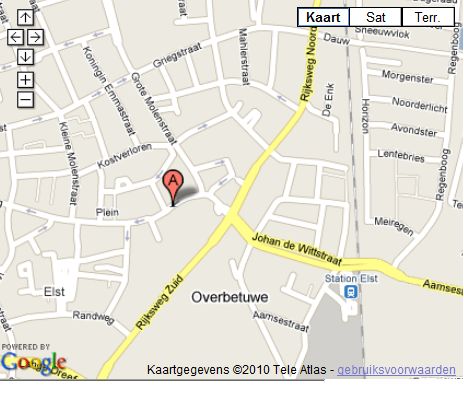 Kaart
Sat
Terr.
Griegstraat
Mahlerstraat
Rijksweg Noord
Dauw
Sneeuwvlok
Regenboog
Morgenster
Noorderlicht
Avondster
Lentebries
Horizon
Regenboog
Meiregen
De Enk
Koningin Emmastraat
Grote Molenstraat
Kleine Molenstraat
Kostverloren
A
Plein
Johan de Wittstraat
Station Elst
Elst
Rijksweg Zuid
Overbetuwe
Aamsestraat
Randweg
POWERED BY
Google
Kaartgegevens ©2010 Tele Atlas - gebruiksvoorwaarden